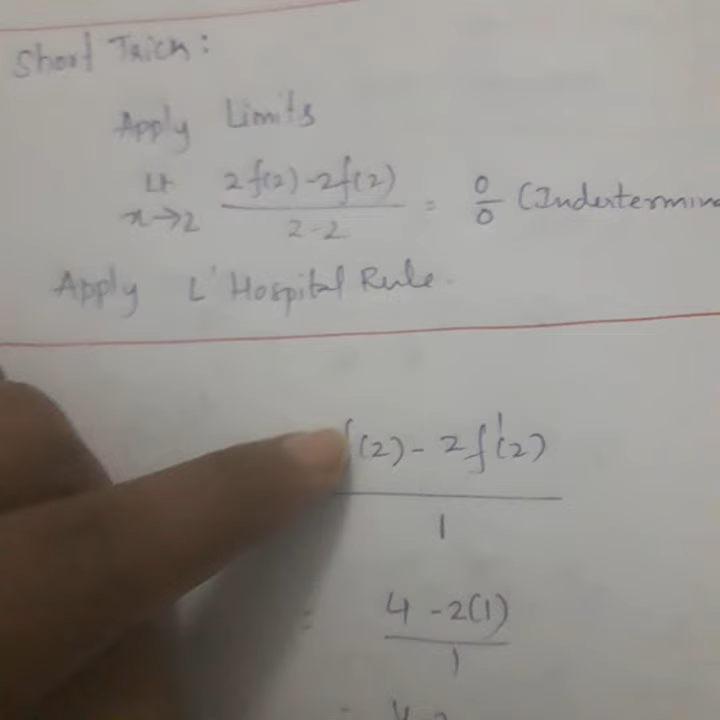 Short Trick:
Apply Limits
Lt x→2 2f(2)-2f(2) / 2-2 = 0/0 (Indetermina
Apply L'Hospital Rule.
f(2) - 2f'(2) / 1
= 4 - 2(1) / 1
=